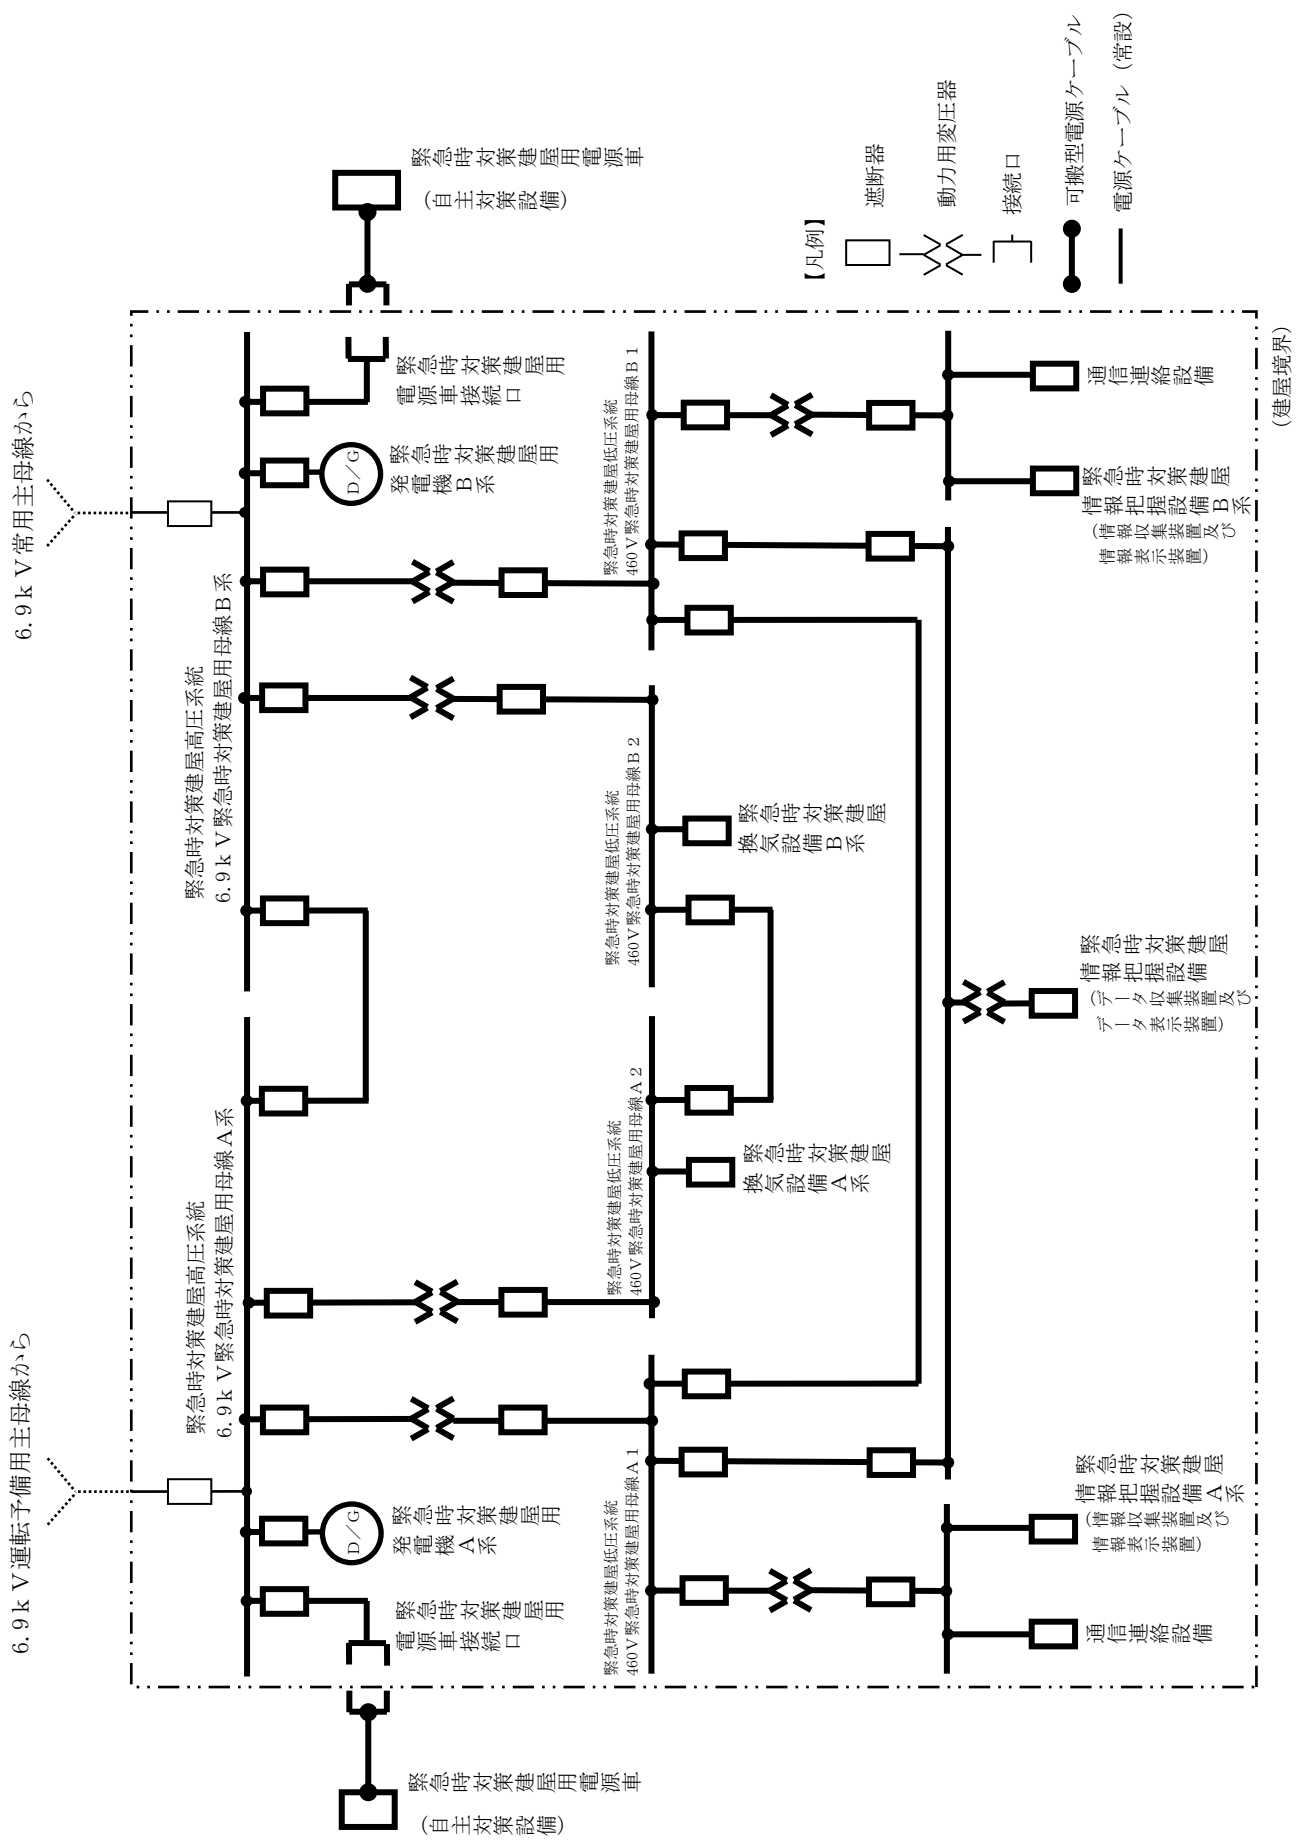 6.9ｋＶ運転予備用主母線から
6.9ｋＶ常用主母線から
緊急時対策建屋高圧系統
6.9ｋＶ緊急時対策建屋用母線Ａ系
緊急時対策建屋高圧系統
6.9ｋＶ緊急時対策建屋用母線Ｂ系
緊急時対策建屋用電源車
（自主対策設備）
緊急時対策建屋用
電源車接続口
D／G
緊急時対策建屋用
発電機Ａ系
D／G
緊急時対策建屋用
発電機Ｂ系
緊急時対策建屋用
電源車接続口
緊急時対策建屋用電源車
（自主対策設備）
緊急時対策建屋低圧系統
460Ｖ緊急時対策建屋用母線Ａ１
緊急時対策建屋低圧系統
460Ｖ緊急時対策建屋用母線Ａ２
緊急時対策建屋低圧系統
460Ｖ緊急時対策建屋用母線Ｂ２
緊急時対策建屋低圧系統
460Ｖ緊急時対策建屋用母線Ｂ１
緊急時対策建屋
換気設備Ａ系
緊急時対策建屋
換気設備Ｂ系
通信連絡設備
緊急時対策建屋
情報把握設備Ａ系
（情報収集装置及び
情報表示装置）
緊急時対策建屋
情報把握設備
（データ収集装置及び
データ表示装置）
緊急時対策建屋
情報把握設備Ｂ系
（情報収集装置及び
情報表示装置）
通信連絡設備
（建屋境界）
【凡例】
遮断器
動力用変圧器
接続口
可搬型電源ケーブル
電源ケーブル（常設）